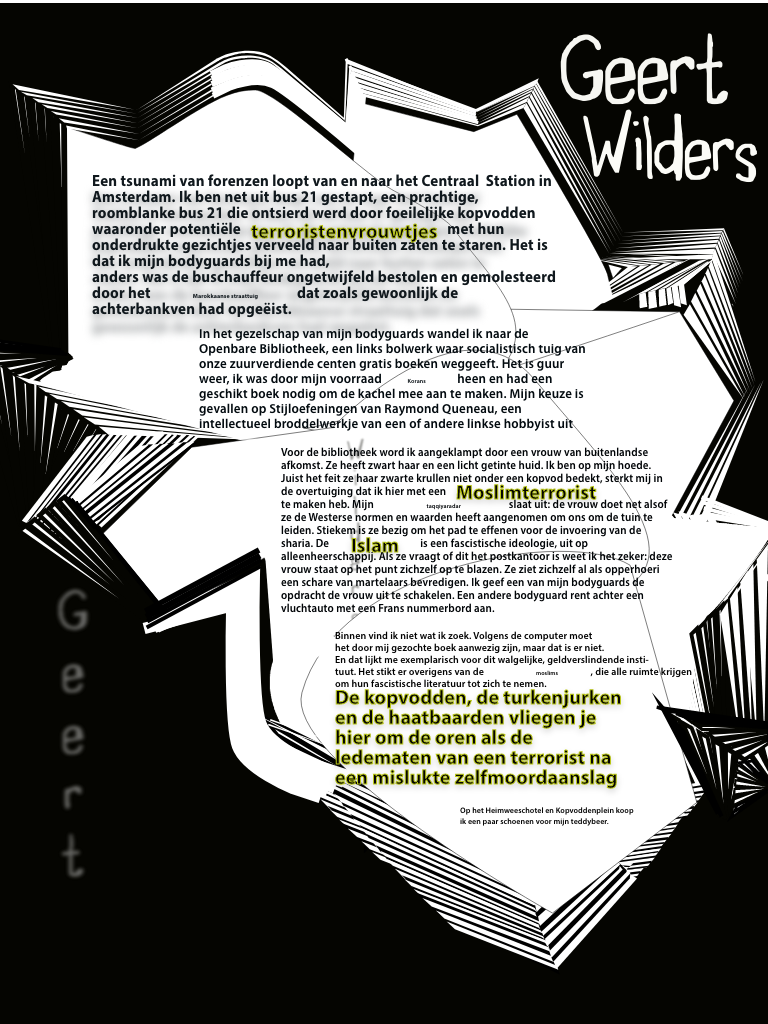 Geert
Wilders
Een tsunami van forenzen loopt van en naar het Centraal Station in
Amsterdam. Ik ben net uit bus 21 gestapt, een prachtige,
roomblanke bus 21 die ontsierd werd door foeilelijke kopvodden
waaronder potentiële terroristenvrouwtjes met hun
onderdrukte gezichtjes verveeld naar buiten zaten te staren. Het is
dat ik mijn bodyguards bij me had,
anders was de buschauffeur ongetwijfeld bestolen en gemolesteerd
door het Marokkaanse straattuig dat zoals gewoonlijk de
achterbankven had opgeëist.
In het gezelschap van mijn bodyguards wandel ik naar de
Openbare Bibliotheek, een links bolwerk waar socialistisch tuig van
onze zuurverdiende centen gratis boeken weggeeft. Het is guur
weer, ik was door mijn voorraad Korans heen en had een
geschikt boek nodig om de kachel mee aan te maken. Mijn keuze is
gevallen op Stijloefeningen van Raymond Queneau, een
intellectueel broddelwerkje van een of andere linkse hobbyist uit
Voor de bibliotheek word ik aangeklampt door een vrouw van buitenlandse
afkomst. Ze heeft zwart haar en een licht getinte huid. Ik ben op mijn hoede.
Juist het feit ze haar zwarte krullen niet onder een kopvod bedekt, sterkt mij in
de overtuiging dat ik hier met een Moslimterrorist
te maken heb. Mijn taqqiyaradar slaat uit: de vrouw doet net alsof
ze de Westerse normen en waarden heeft aangenomen om ons om de tuin te
leiden. Stiekem is ze bezig om het pad te effenen voor de invoering van de
sharia. De Islam is een fascistische ideologie, uit op
alleenheerschappij. Als ze vraagt of dit het postkantoor is weet ik het zeker: deze
vrouw staat op het punt zichzelf op te blazen. Ze ziet zichzelf al als opperhoeri
een schare van martelaars bevredigen. Ik geef een van mijn bodyguards de
opdracht de vrouw uit te schakelen. Een andere bodyguard rent achter een
vluchtauto met een Frans nummerbord aan.
Binnen vind ik niet wat ik zoek. Volgens de computer moet
het door mij gezochte boek aanwezig zijn, maar dat is er niet.
En dat lijkt me exemplarisch voor dit walgelijke, geldverslindende insti-
tuut. Het stikt er overigens van de moslims , die alle ruimte krijgen
om hun fascistische literatuur tot zich te nemen.
De kopvodden, de turkenjurken
en de haatbaarden vliegen je
hier om de oren als de
ledematen van een terrorist na
een mislukte zelfmoordaanslag
Op het Heimweeschotel en Kopvoddenplein koop
ik een paar schoenen voor mijn teddybeer.
G
e
e
r
t